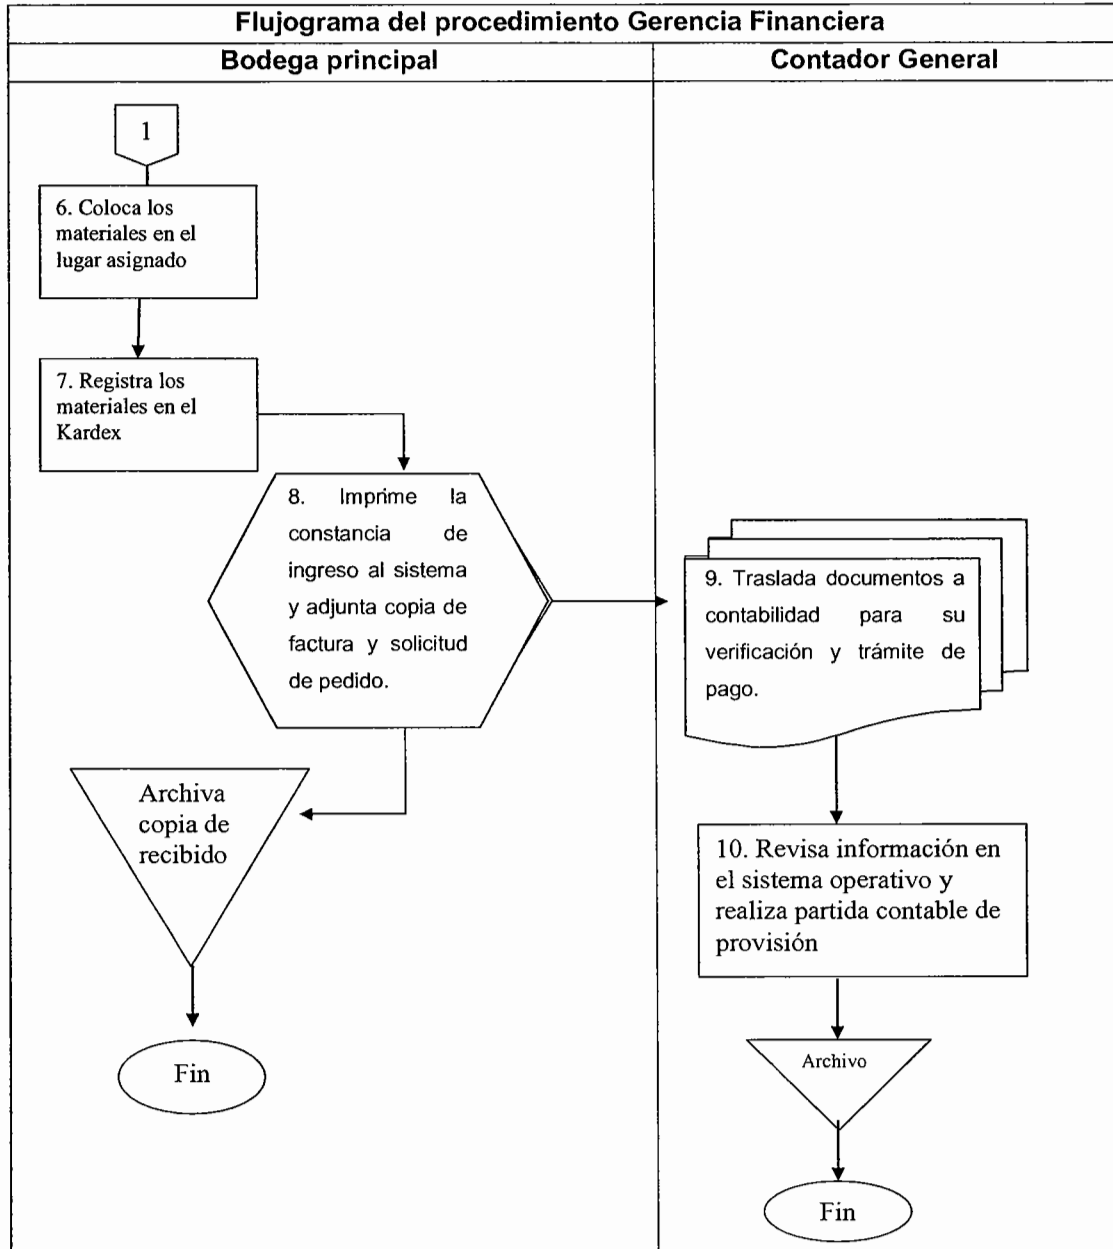 Flujograma del procedimiento Gerencia Financiera
Bodega principal
Contador General
1
6. Coloca los
materiales en el
lugar asignado
7. Registra los
materiales en el
Kardex
8. Imprime la
constancia de
ingreso al sistema
y adjunta copia de
factura y solicitud
de pedido.
Archiva
copia de
recibido
Fin
9. Traslada documentos a
contabilidad para su
verificación y trámite de
pago.
10. Revisa información en
el sistema operativo y
realiza partida contable de
provisión
Archivo
Fin